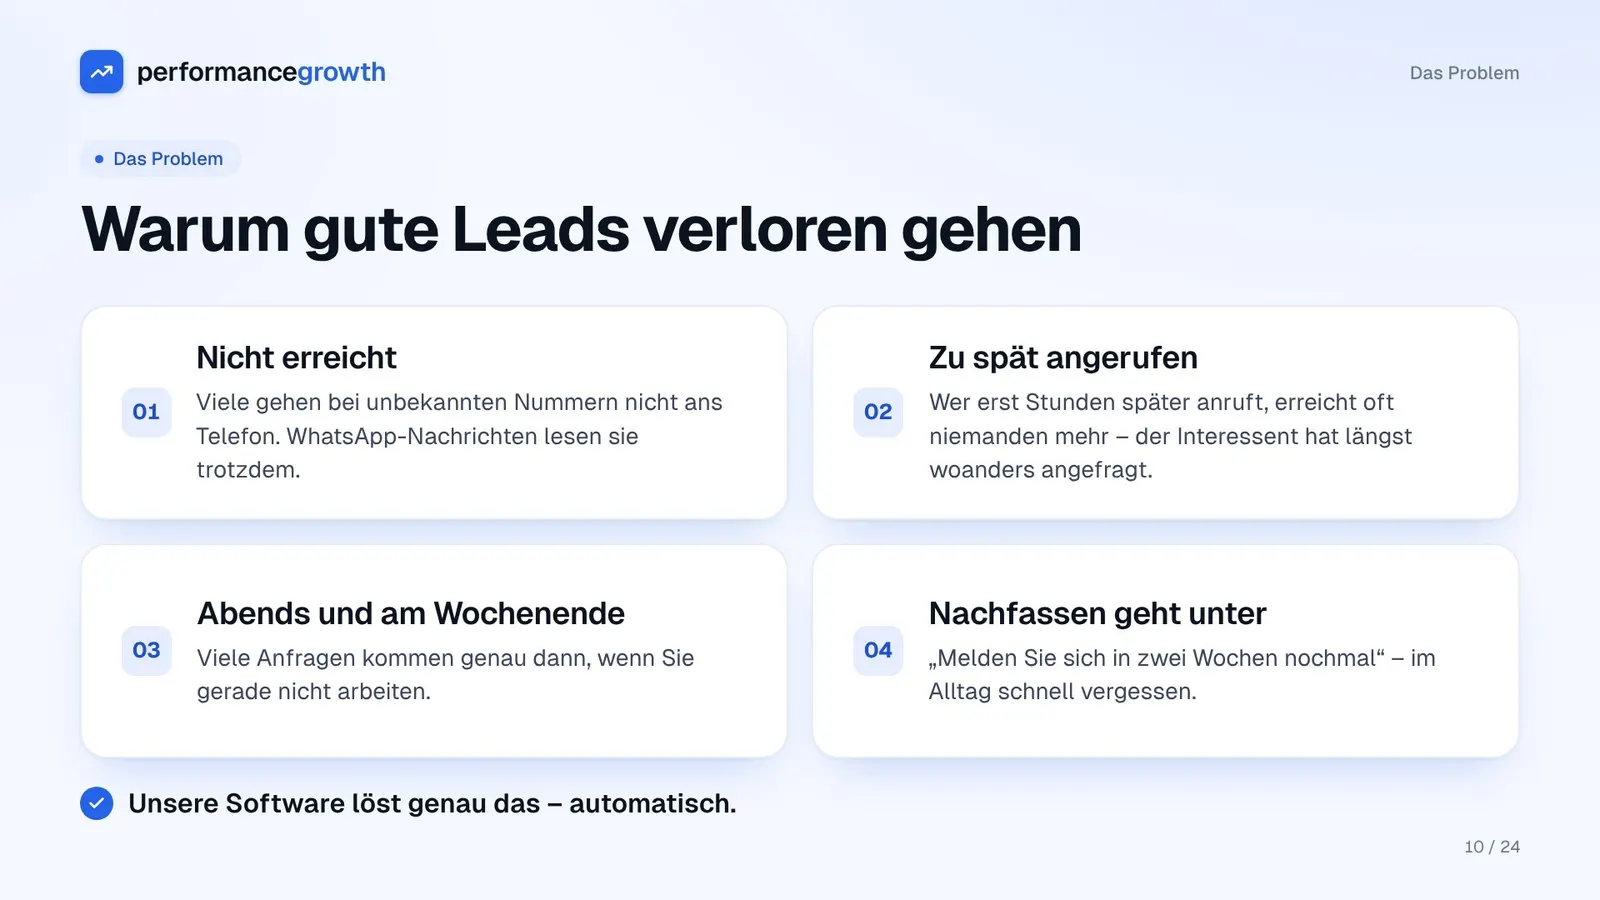 performancegrowth
Das Problem
Das Problem
Warum gute Leads verloren gehen
01
Nicht erreicht
Viele gehen bei unbekannten Nummern nicht ans
Telefon. WhatsApp-Nachrichten lesen sie
trotzdem.
02
Zu spät angerufen
Wer erst Stunden später anruft, erreicht oft
niemanden mehr – der Interessent hat längst
woanders angefragt.
03
Abends und am Wochenende
Viele Anfragen kommen genau dann, wenn Sie
gerade nicht arbeiten.
04
Nachfassen geht unter
„Melden Sie sich in zwei Wochen nochmal“ – im
Alltag schnell vergessen.
Unsere Software löst genau das – automatisch.
10 / 24